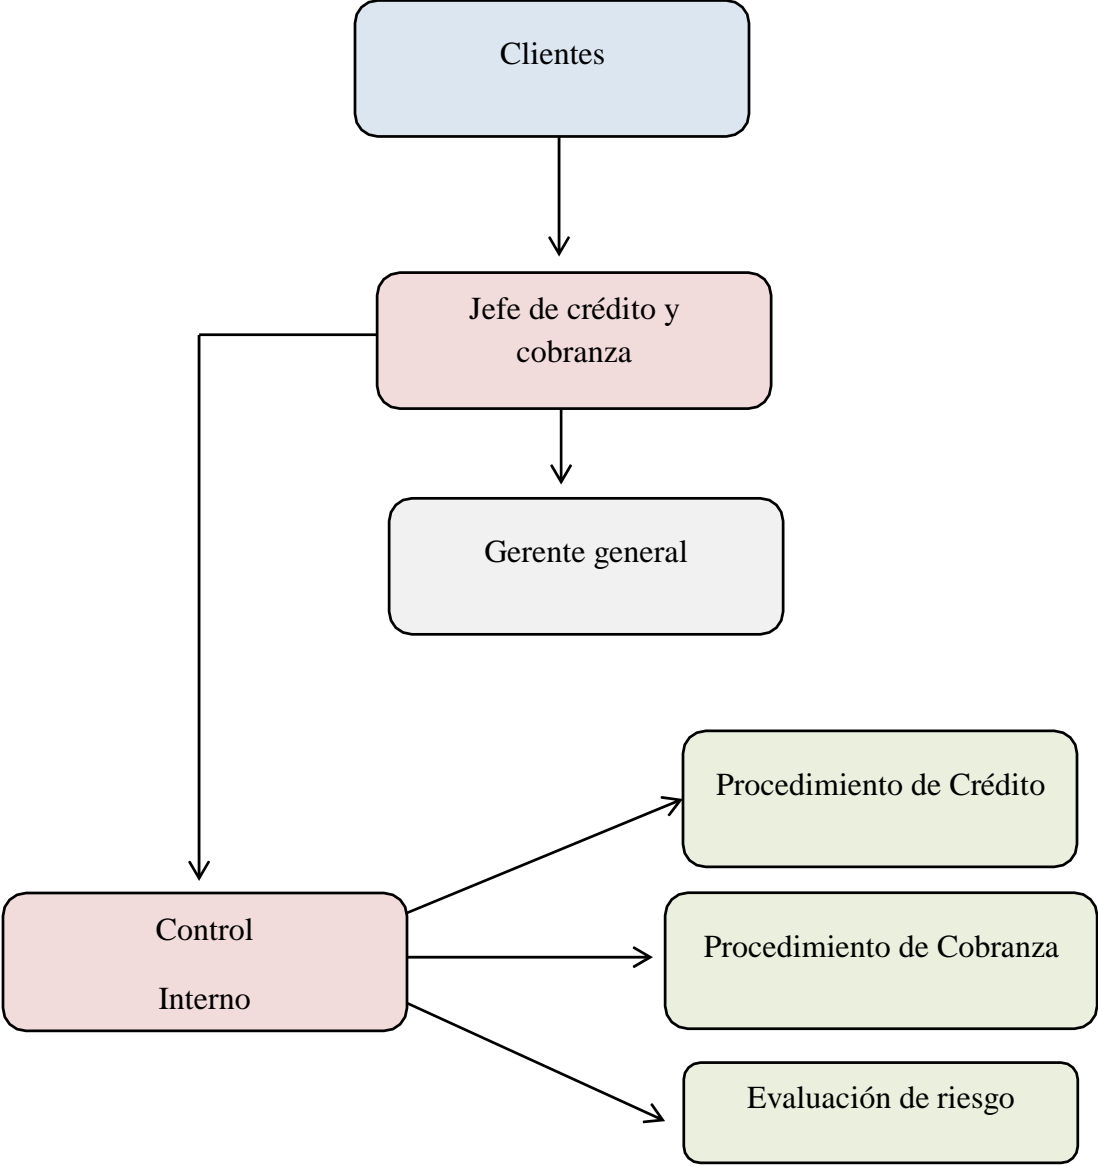 Clientes
Jefe de crédito y
cobranza
Gerente general
Procedimiento de Crédito
Control
Interno
Procedimiento de Cobranza
Evaluación de riesgo